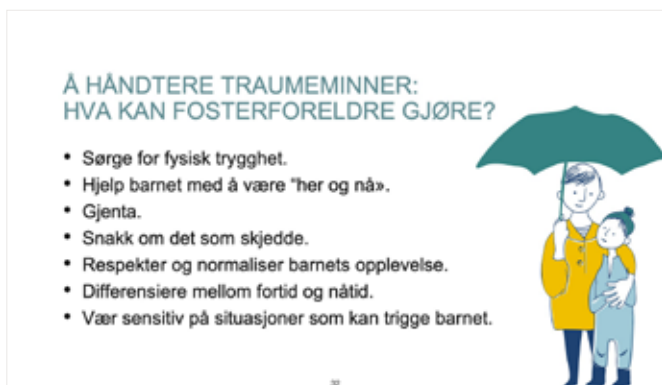 Å HÅNDTERE TRAUMEMINNER:
HVA KAN FOSTERFORELDRE GJØRE?
• Sørge for fysisk trygghet.
• Hjelp barnet med å være "her og nå».
• Gjenta.
• Snakk om det som skjedde.
• Respekter og normaliser barnets opplevelse.
• Differensiere mellom fortid og nåtid.
• Vær sensitiv på situasjoner som kan trigge barnet.